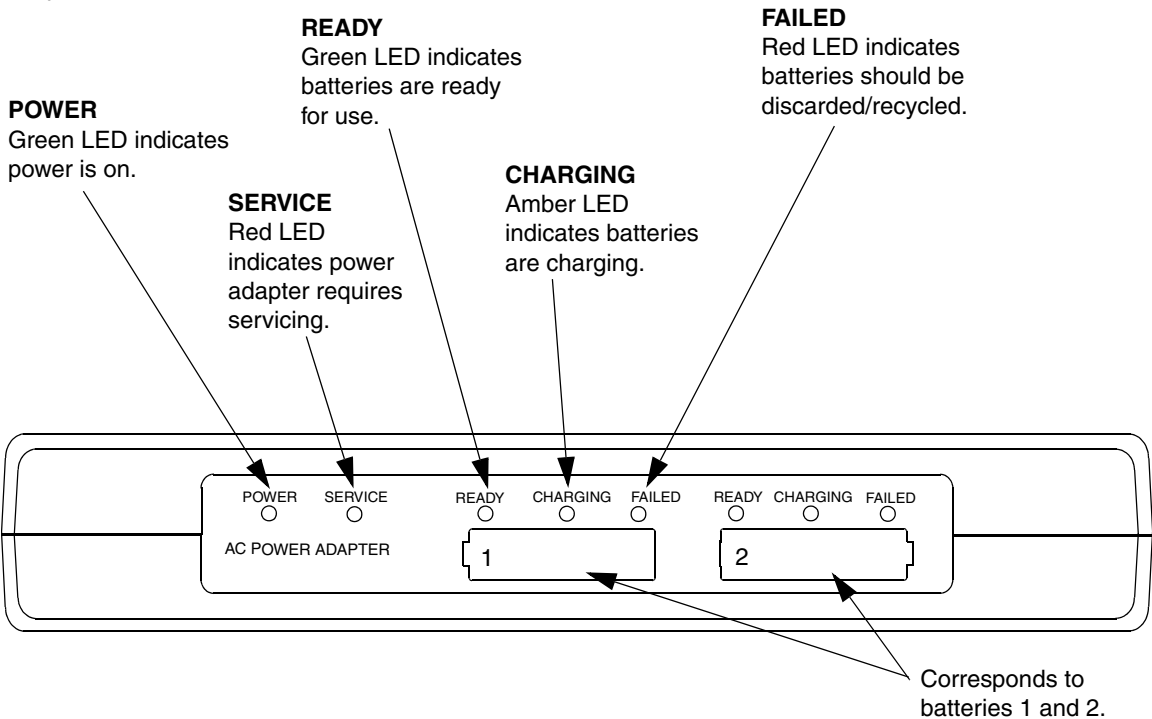 READY
Green LED indicates
batteries are ready
for use.
FAILED
Red LED indicates
batteries should be
discarded/recycled.
POWER
Green LED indicates
power is on.
SERVICE
Red LED
indicates power
adapter requires
servicing.
CHARGING
Amber LED
indicates batteries
are charging.
POWER SERVICE READY CHARGING FAILED READY CHARGING FAILED
AC POWER ADAPTER 1 2
Corresponds to
batteries 1 and 2.